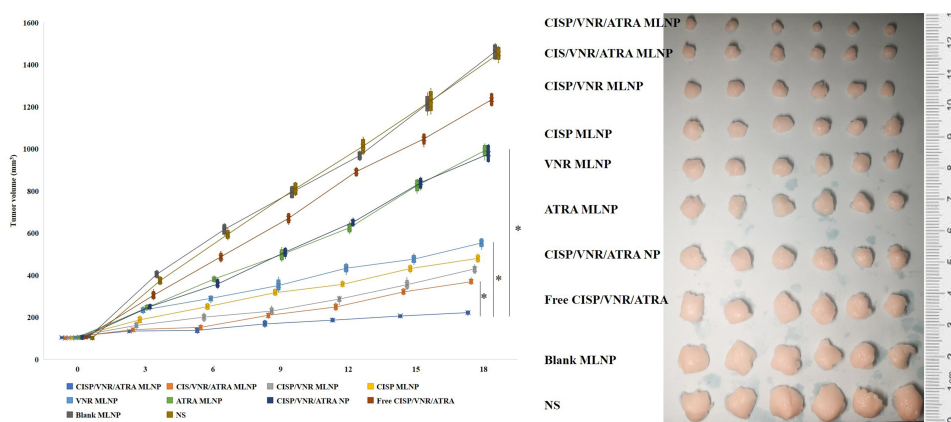 1600
1400
1200
1000
800
600
400
200
0
Tumor volume (mm³)
0 3 6 9 12 15 18
*
*
*
CISP/VNR/ATRA MLNP CIS/VNR/ATRA MLNP CISP/VNR MLNP CISP MLNP
VNR MLNP ATRA MLNP CISP/VNR/ATRA NP Free CISP/VNR/ATRA
Blank MLNP NS
CISP/VNR/ATRA MLNP
CIS/VNR/ATRA MLNP
CISP/VNR MLNP
CISP MLNP
VNR MLNP
ATRA MLNP
CISP/VNR/ATRA NP
Free CISP/VNR/ATRA
Blank MLNP
NS